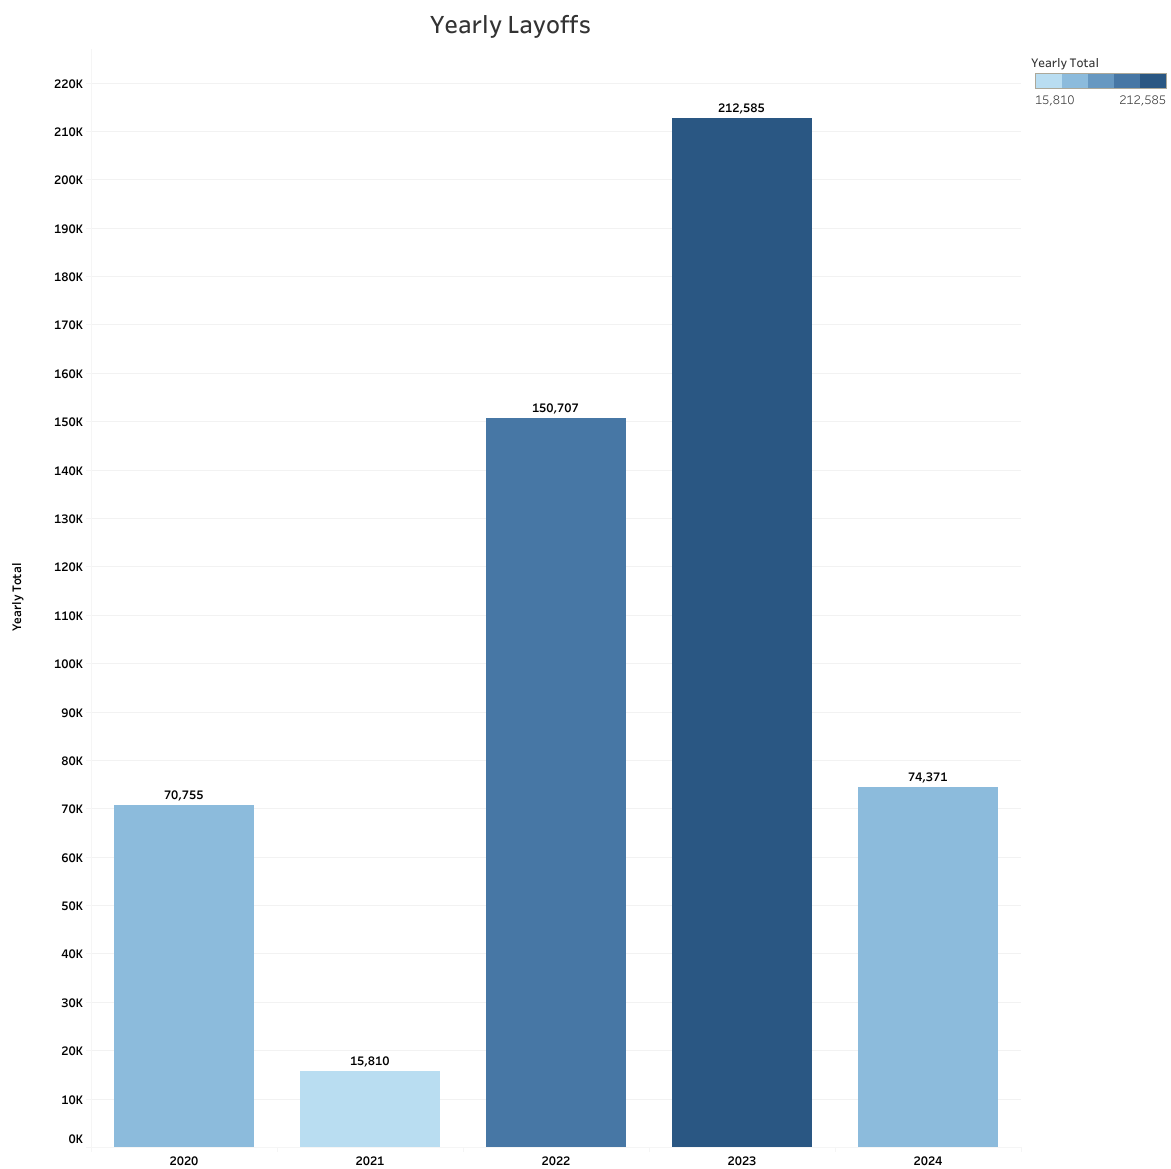 Yearly Layoffs
Yearly Total
15,810 212,585
220K
210K
200K
190K
180K
170K
160K
150K
140K
130K
120K
110K
100K
90K
80K
70K
60K
50K
40K
30K
20K
10K
0K
Yearly Total
70,755
15,810
150,707
212,585
74,371
2020 2021 2022 2023 2024